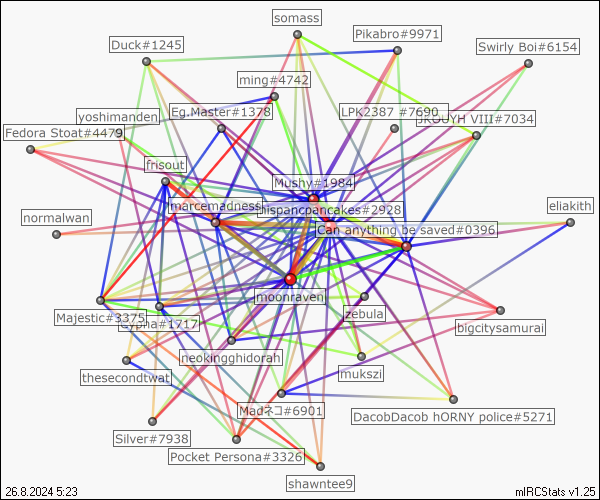 somass
Pikabro#9971
Duck#1245
Swirly Boi#6154
ming#4742
Eg.Master#1378
LPK2387 #7690
yoshimanden
VIII#7034
Fedora Stoat#4479
frisout
Mushy#1984
marcemadness
hispanicpancakes#2928
eliakith
normalwan
Can anything be saved#0396
moonraven
zebula
Majestic#3375
Cypha#1717
bigcitysamurai
neokingghidorah
mukszi
thesecondtwat
Madネコ#6901
DacobDacob hORNY police#5271
Silver#7938
Pocket Persona#3326
shawntee9
26.8.2024 5:23
mIRCStats v1.25